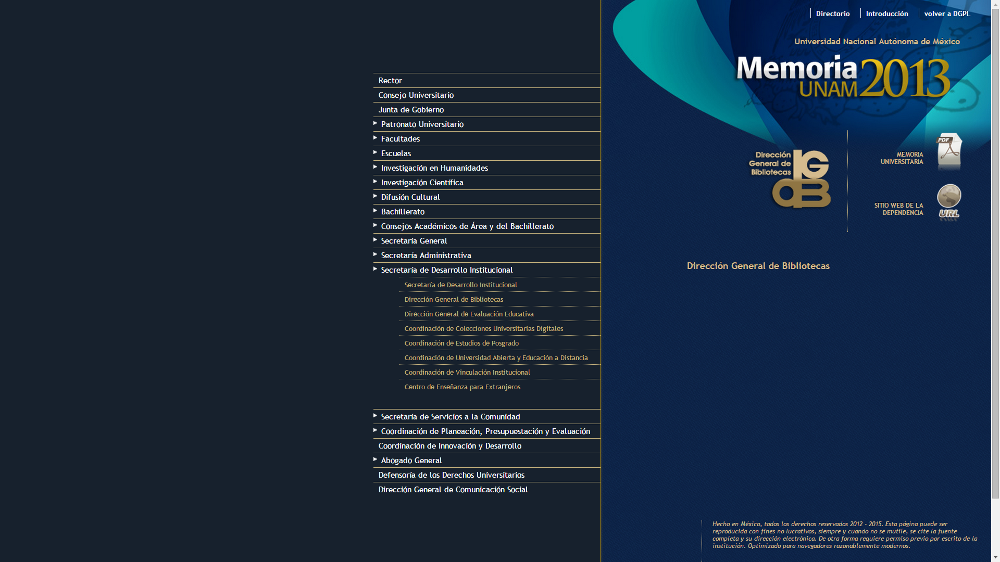 Directorio
Introducción
volver a DGPL
Universidad Nacional Autónoma de México
Memoria
UNAM 2013
Rector
Consejo Universitario
Junta de Gobierno
Patronato Universitario
Facultades
Escuelas
Investigación en Humanidades
Investigación Científica
Difusión Cultural
Bachillerato
Consejos Académicos de Área y del Bachillerato
Secretaría General
Secretaría Administrativa
Secretaría de Desarrollo Institucional
Secretaría de Desarrollo Institucional
Dirección General de Bibliotecas
Dirección General de Evaluación Educativa
Coordinación de Colecciones Universitarias Digitales
Coordinación de Estudios de Posgrado
Coordinación de Universidad Abierta y Educación a Distancia
Coordinación de Vinculación Institucional
Centro de Enseñanza para Extranjeros
Secretaría de Servicios a la Comunidad
Coordinación de Planeación, Presupuestación y Evaluación
Coordinación de Innovación y Desarrollo
Abogado General
Defensoría de los Derechos Universitarios
Dirección General de Comunicación Social
Dirección
General de
Bibliotecas
DGB
MEMORIA
UNIVERSITARIA
PDF
SITIO WEB DE LA
DEPENDENCIA
URL
Dirección General de Bibliotecas
Hecho en México, todos los derechos reservados 2012 - 2015. Esta página puede ser
reproducida con fines no lucrativos, siempre y cuando no se mutile, se cite la fuente
completa y su dirección electrónica. De otra forma requiere permiso previo por escrito de la
institución. Optimizado para navegadores razonablemente modernos.